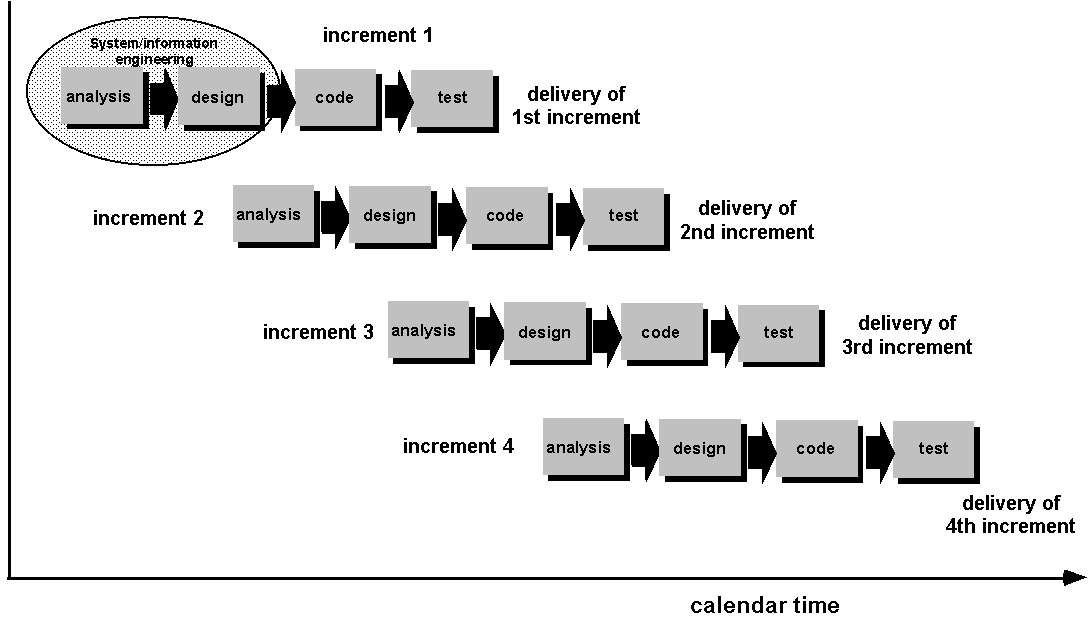 System/information
engineering
increment 1
analysis
design
code
test
delivery of
1st increment
increment 2
analysis
design
code
test
delivery of
2nd increment
increment 3
analysis
design
code
test
delivery of
3rd increment
increment 4
analysis
design
code
test
delivery of
4th increment
calendar time